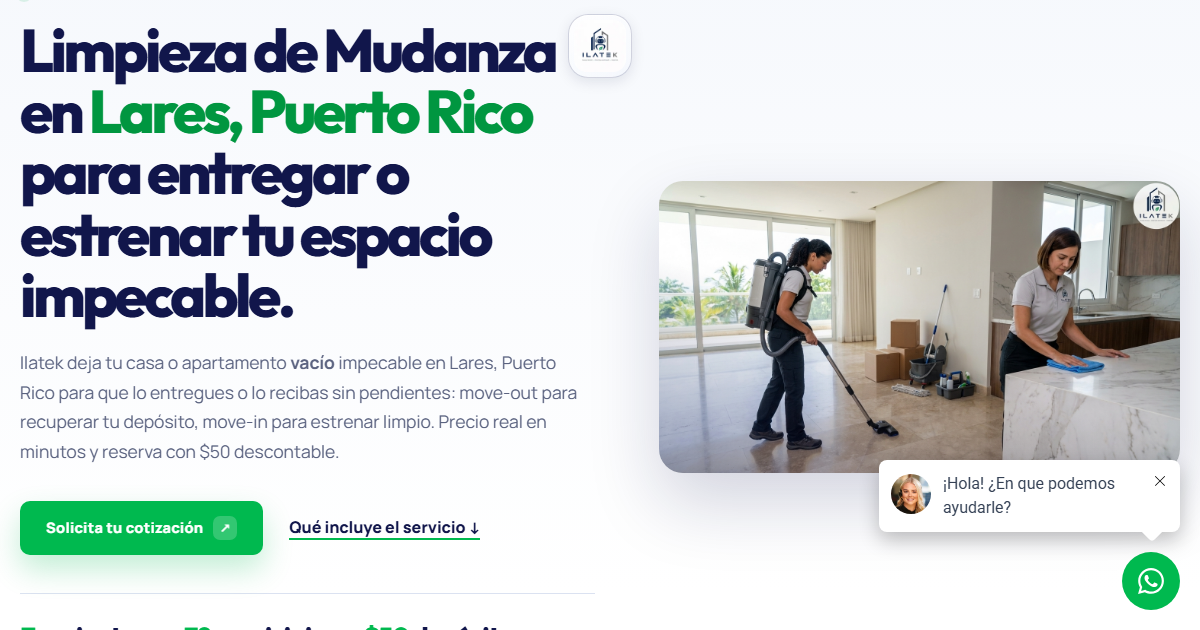 Limpieza de Mudanza
en Lares, Puerto Rico
para entregar o
estrenar tu espacio
impecable.
ILATEK
Ilatek deja tu casa o apartamento vacío impecable en Lares, Puerto
Rico para que lo entregues o lo recibas sin pendientes: move-out para
recuperar tu depósito, move-in para estrenar limpio. Precio real en
minutos y reserva con $50 descontable.
Solicita tu cotización ↗
Qué incluye el servicio ↓
ILATEK
¡Hola! ¿En que podemos
ayudarle?